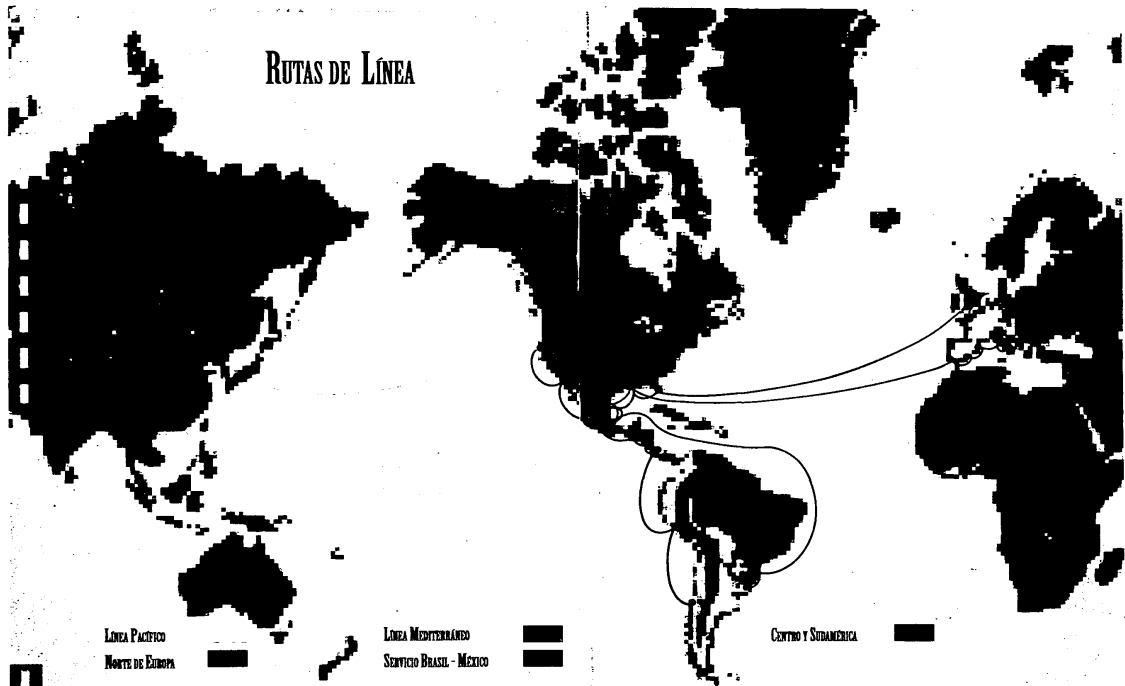 RUTAS DE LÍNEA
LÍNEA PACÍFICO
NORTE DE EUROPA
LÍNEA MEDITERRÁNEO
SERVICIO BRASIL - MÉXICO
CENTRO Y SUDAMÉRICA